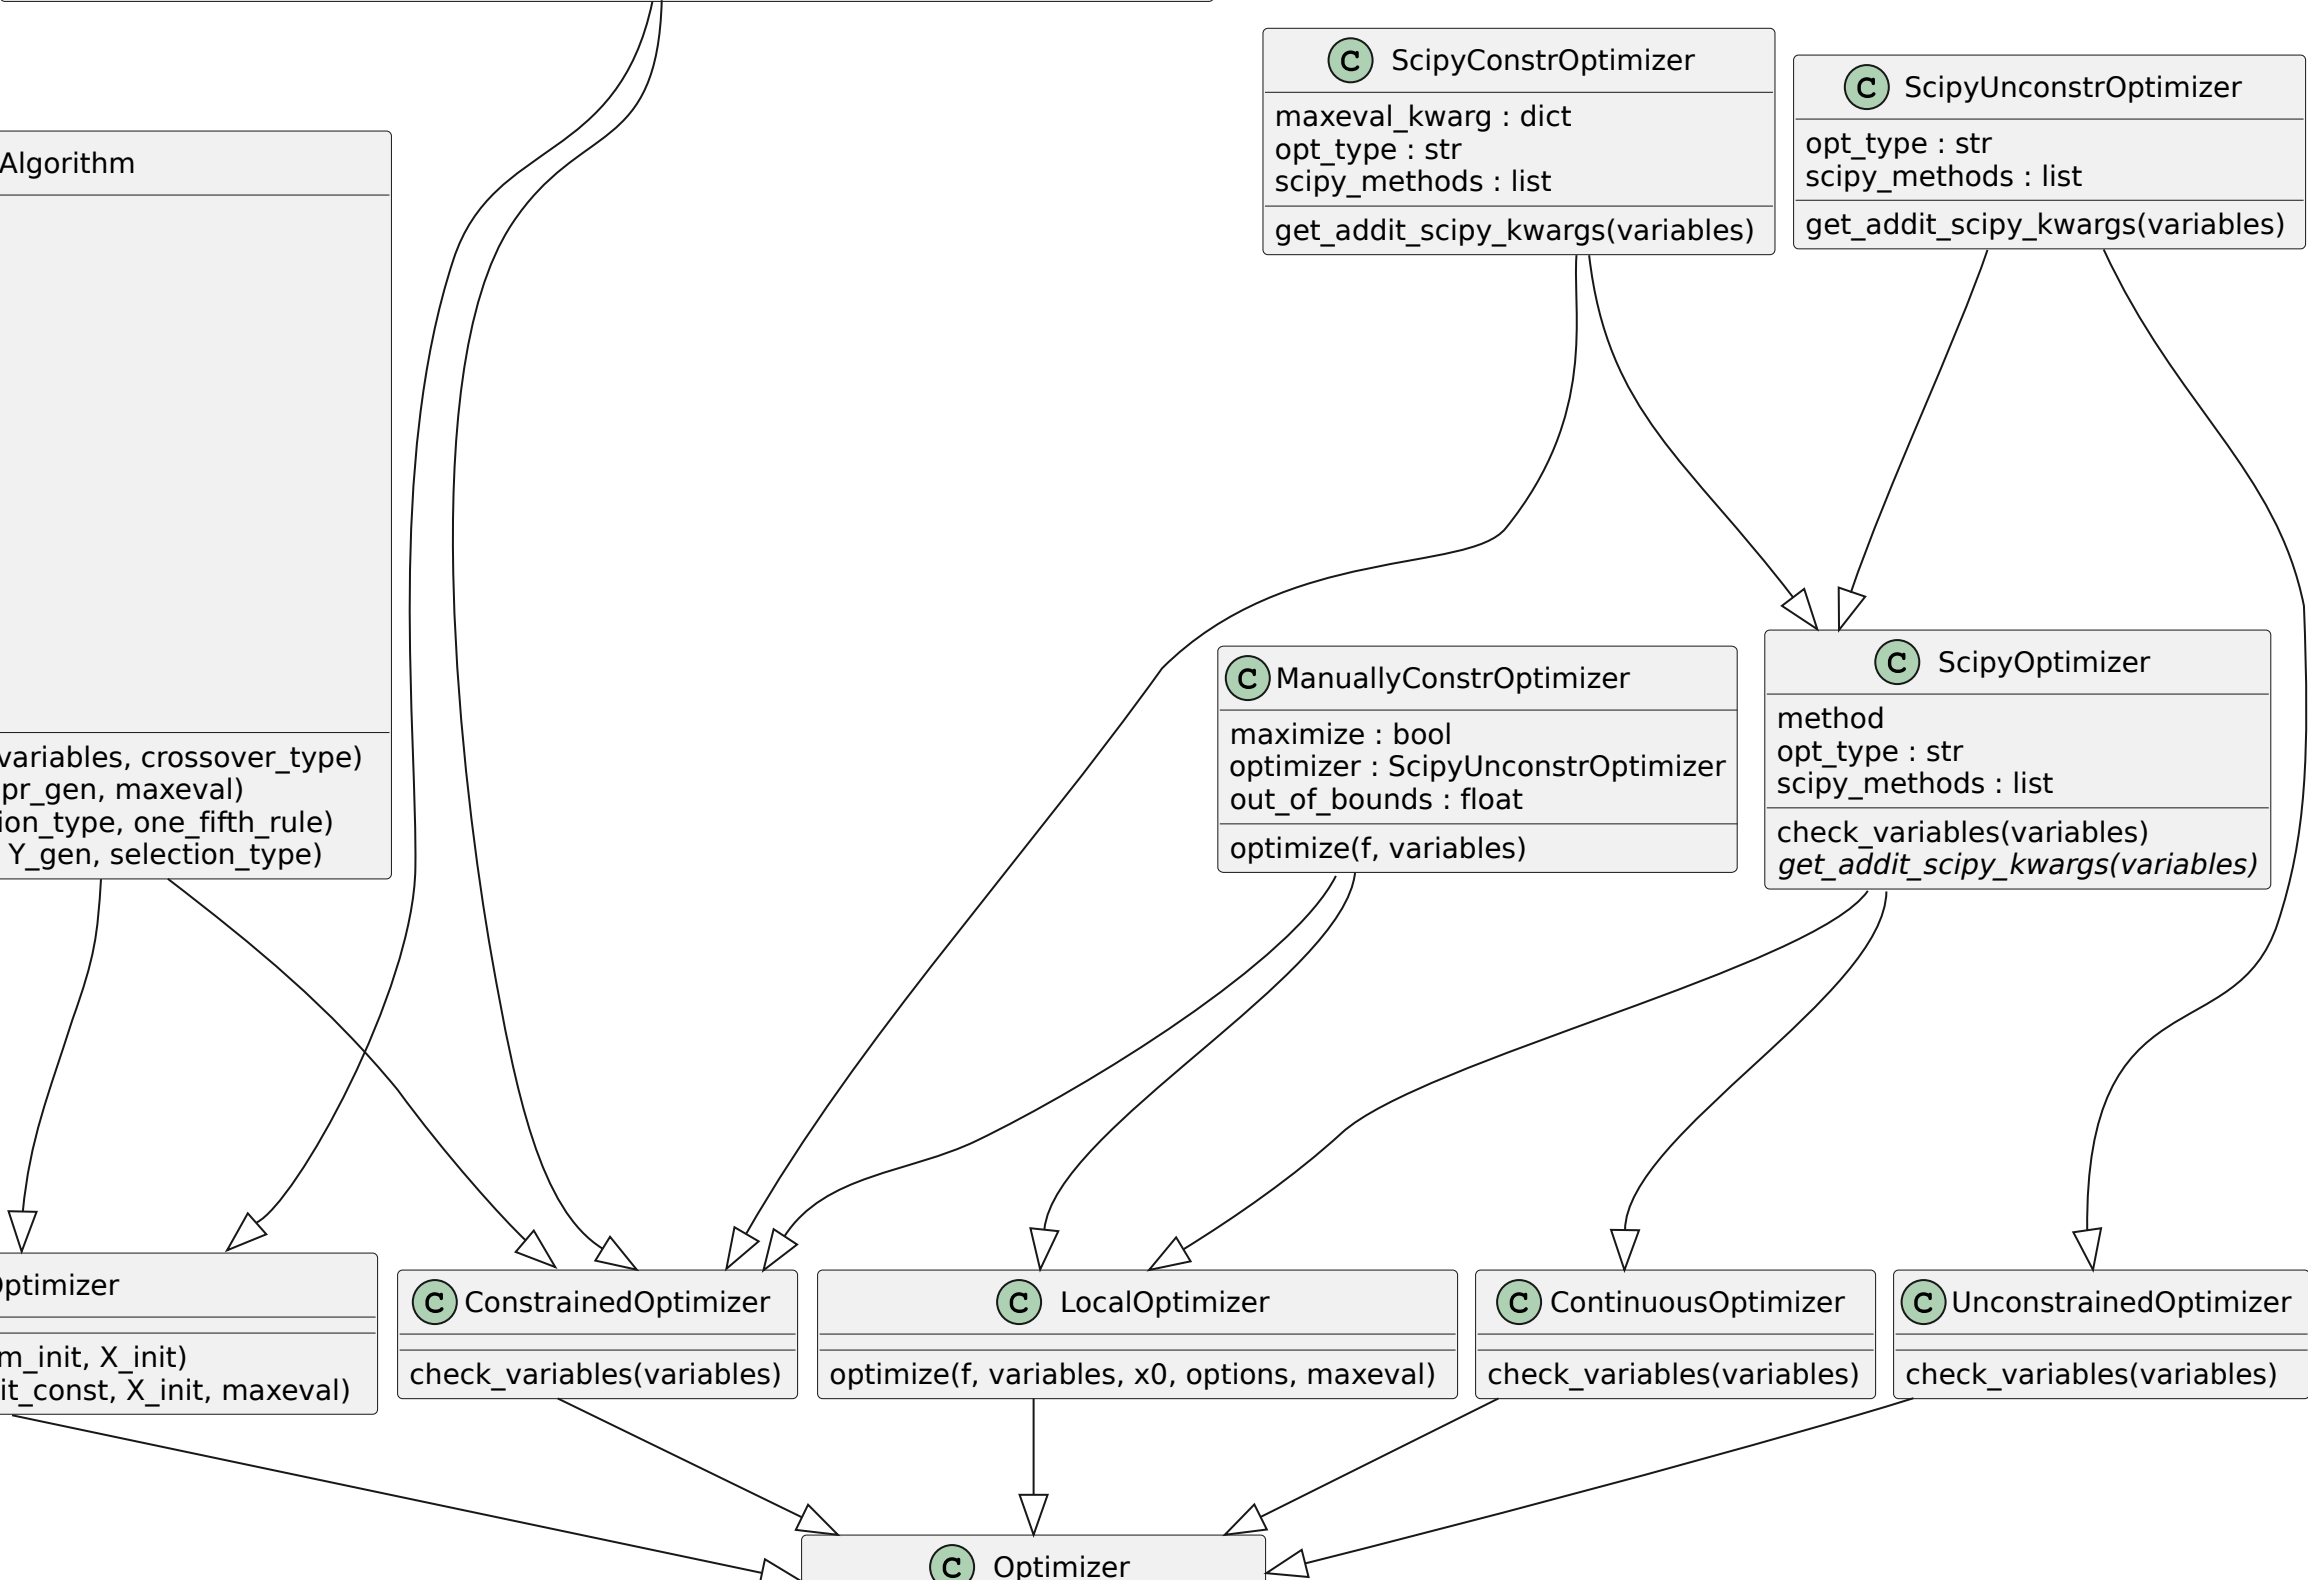 C ScipyConstrOptimizer
maxeval_kwarg : dict
opt_type : str
scipy_methods : list
get_addit_scipy_kwargs(variables)
C ScipyUnconstrOptimizer
opt_type : str
scipy_methods : list
get_addit_scipy_kwargs(variables)
Algorithm
variables, crossover_type)
pr_gen, maxeval)
ion_type, one_fifth_rule)
Y_gen, selection_type)
C ManuallyConstrOptimizer
maximize : bool
optimizer : ScipyUnconstrOptimizer
out_of_bounds : float
optimize(f, variables)
C ScipyOptimizer
method
opt_type : str
scipy_methods : list
check_variables(variables)
get_addit_scipy_kwargs(variables)
Optimizer
m_init, X_init)
it_const, X_init, maxeval)
C ConstrainedOptimizer
check_variables(variables)
C LocalOptimizer
optimize(f, variables, x0, options, maxeval)
C ContinuousOptimizer
check_variables(variables)
C UnconstrainedOptimizer
check_variables(variables)
C Optimizer